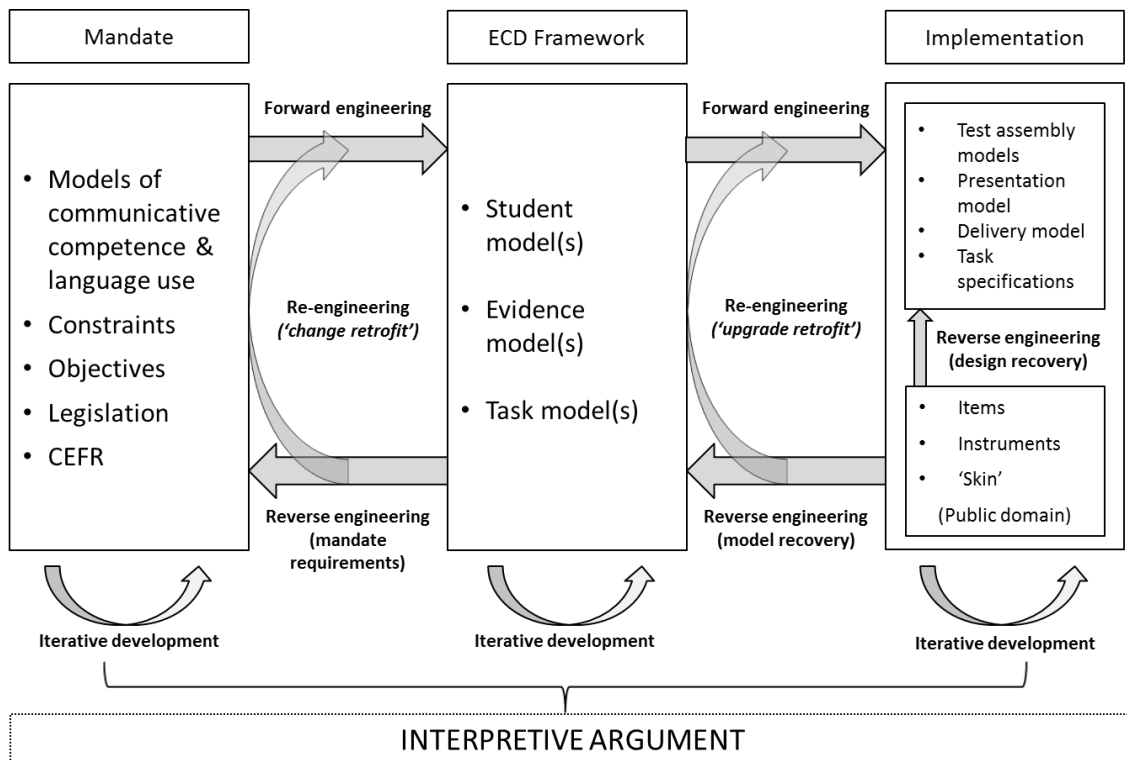 Mandate
ECD Framework
Implementation
• Models of
communicative
competence &
language use
• Constraints
• Objectives
• Legislation
• CEFR
Forward engineering
Re-engineering
(‘change retrofit’)
Reverse engineering
(mandate
requirements)
• Student
model(s)
• Evidence
model(s)
• Task model(s)
Forward engineering
Re-engineering
(‘upgrade retrofit’)
Reverse engineering
(model recovery)
• Test assembly
models
• Presentation
model
• Delivery model
• Task
specifications
Reverse engineering
(design recovery)
• Items
• Instruments
• ‘Skin’
(Public domain)
Iterative development
Iterative development
Iterative development
INTERPRETIVE ARGUMENT